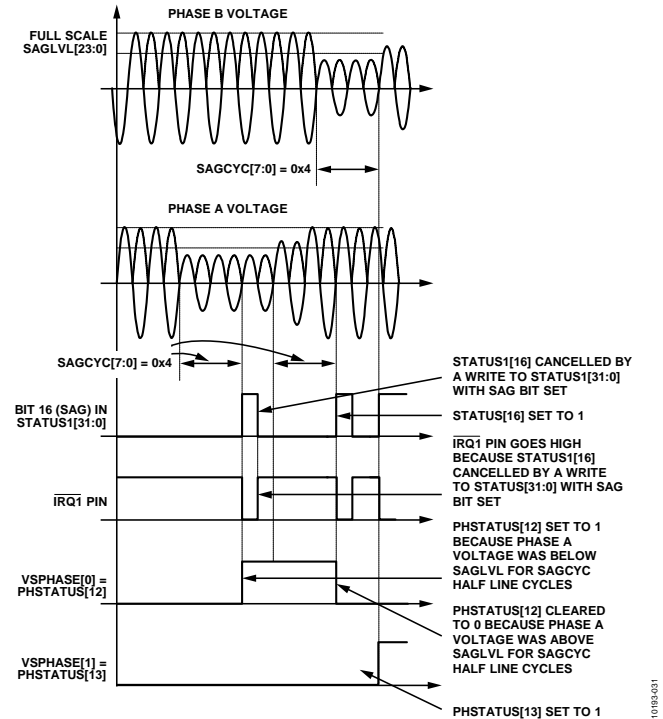 PHASE B VOLTAGE
FULL SCALE
SAGLVL[23:0]
SAGCYC[7:0] = 0x4
PHASE A VOLTAGE
SAGCYC[7:0] = 0x4
STATUS1[16] CANCELLED BY
A WRITE TO STATUS1[31:0]
WITH SAG BIT SET
BIT 16 (SAG) IN
STATUS1[31:0]
STATUS[16] SET TO 1
IRQ1 PIN GOES HIGH
BECAUSE STATUS1[16]
CANCELLED BY A WRITE
TO STATUS[31:0] WITH SAG
BIT SET
IRQ1 PIN
PHSTATUS[12] SET TO 1
BECAUSE PHASE A
VOLTAGE WAS BELOW
SAGLVL FOR SAGCYC
HALF LINE CYCLES
VSPHASE[0] =
PHSTATUS[12]
PHSTATUS[12] CLEARED
TO 0 BECAUSE PHASE A
VOLTAGE WAS ABOVE
SAGLVL FOR SAGCYC
HALF LINE CYCLES
VSPHASE[1] =
PHSTATUS[13]
PHSTATUS[13] SET TO 1
10193-031